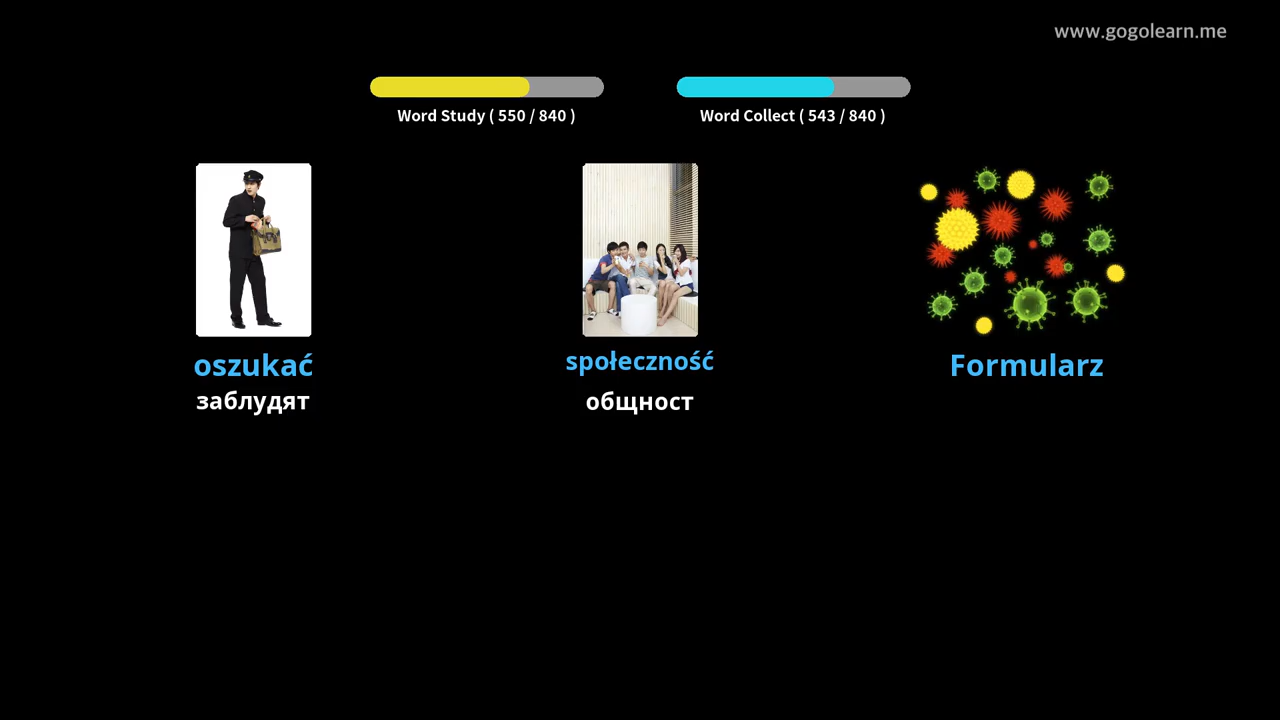 www.gogolearn.me
Word Study ( 550 / 840 )
Word Collect ( 543 / 840 )
oszukać
заблудят
społeczność
общност
Formularz